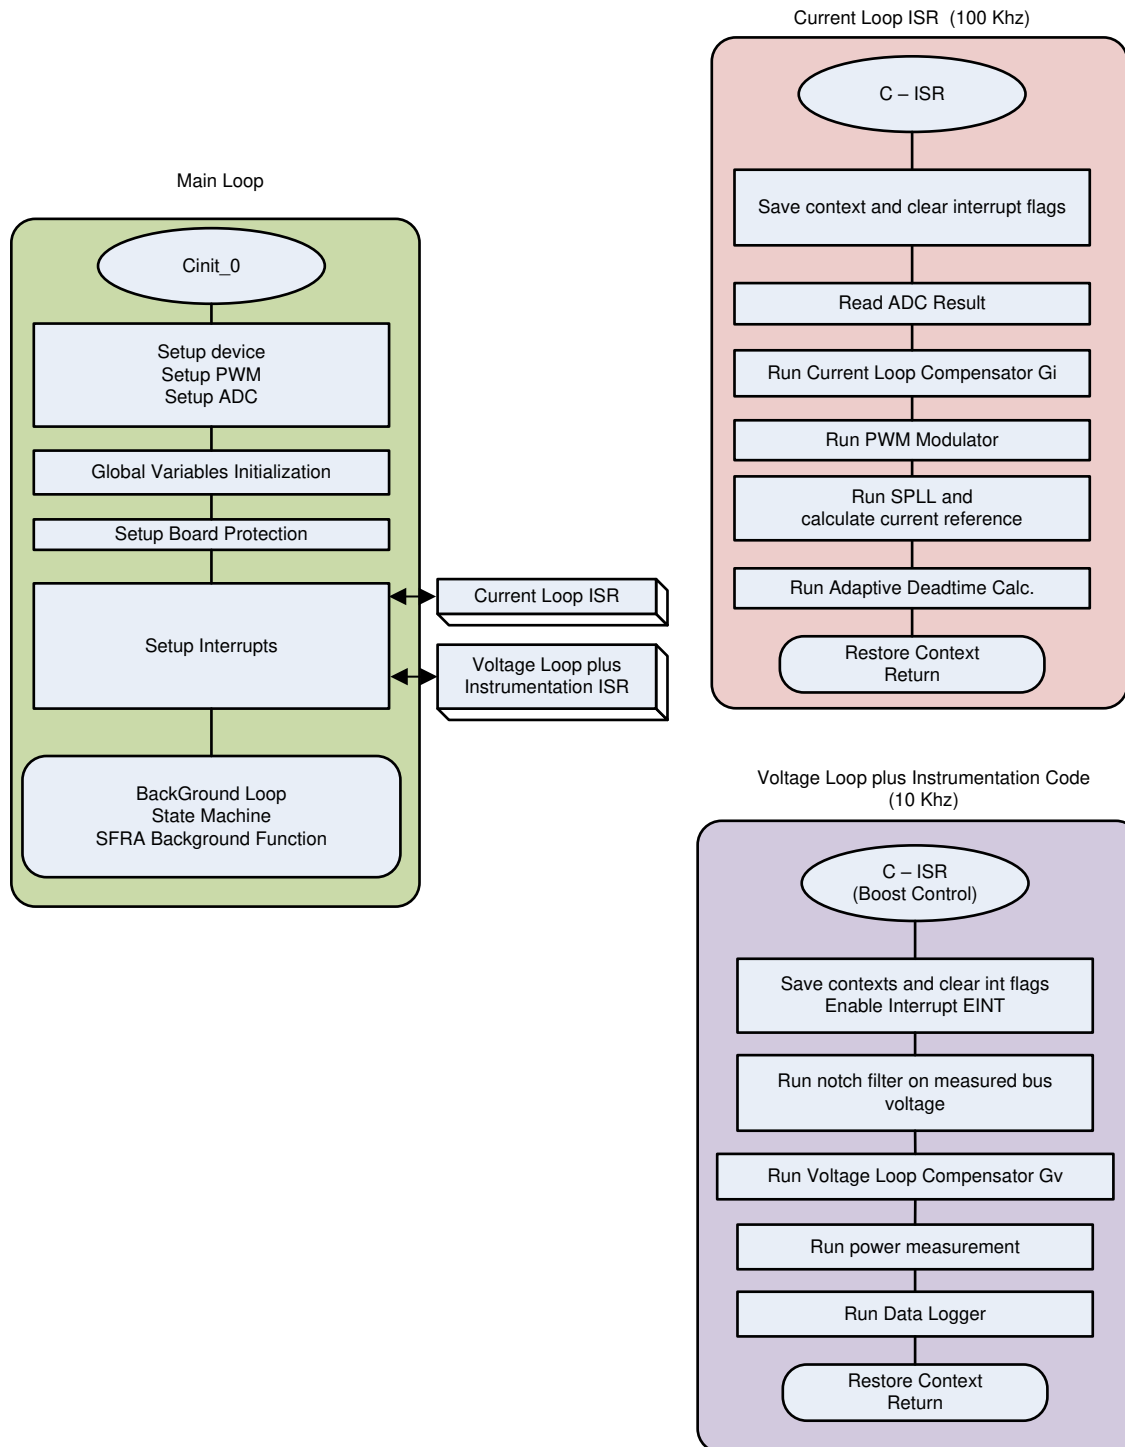 Main Loop
Cinit_0
Setup device
Setup PWM
Setup ADC
Global Variables Initialization
Setup Board Protection
Setup Interrupts
BackGround Loop
State Machine
SFRA Background Function
Current Loop ISR
Voltage Loop plus
Instrumentation ISR
Current Loop ISR (100 Khz)
C – ISR
Save context and clear interrupt flags
Read ADC Result
Run Current Loop Compensator Gi
Run PWM Modulator
Run SPLL and
calculate current reference
Run Adaptive Deadtime Calc.
Restore Context
Return
Voltage Loop plus Instrumentation Code
(10 Khz)
C – ISR
(Boost Control)
Save contexts and clear int flags
Enable Interrupt EINT
Run notch filter on measured bus
voltage
Run Voltage Loop Compensator Gv
Run power measurement
Run Data Logger
Restore Context
Return